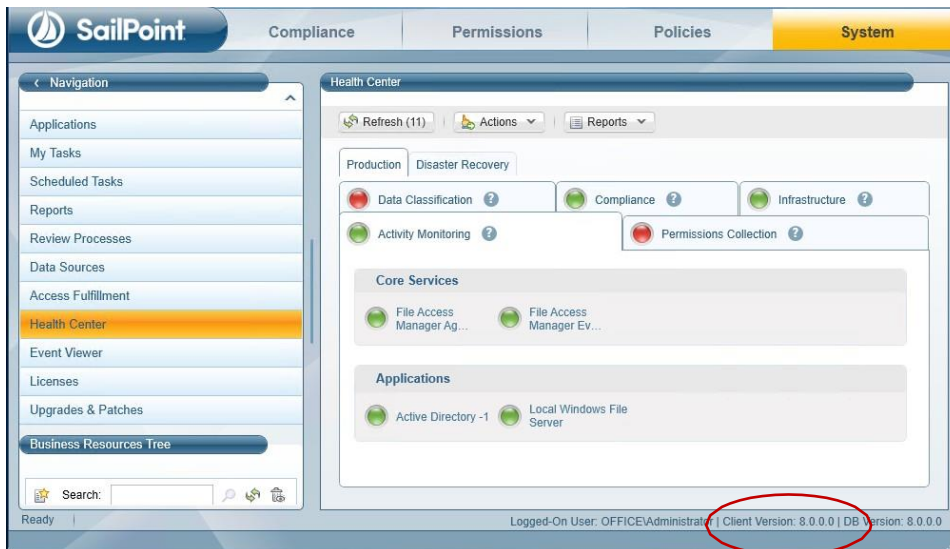 SailPoint
Compliance
Permissions
Policies
System
Navigation
Applications
My Tasks
Scheduled Tasks
Reports
Review Processes
Data Sources
Access Fulfillment
Health Center
Event Viewer
Licenses
Upgrades & Patches
Business Resources Tree
Search:
Ready
Health Center
Refresh (11)
Actions
Reports
Production
Disaster Recovery
Data Classification ?
Compliance ?
Infrastructure ?
Activity Monitoring ?
Permissions Collection ?
Core Services
File Access
Manager Ag...
File Access
Manager Ev...
Applications
Active Directory -1
Local Windows File
Server
Logged-On User: OFFICE\Administrator | Client Version: 8.0.0.0 | DB Version: 8.0.0.0